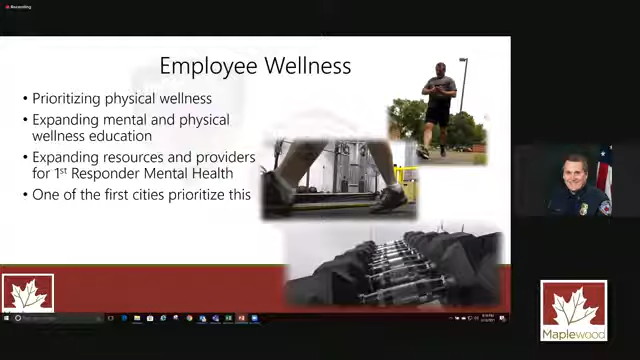 Recording
Employee Wellness
• Prioritizing physical wellness
• Expanding mental and physical
wellness education
• Expanding resources and providers
for 1st Responder Mental Health
• One of the first cities prioritize this
Maplewood